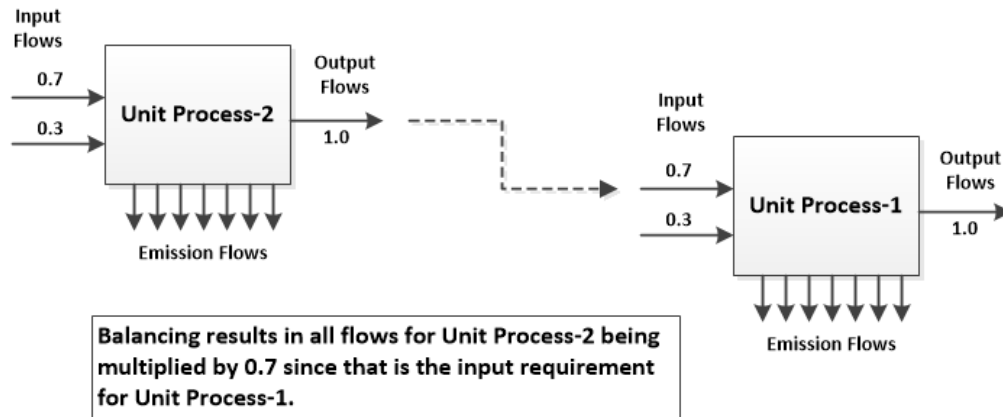 Input
Flows
0.7
0.3
Unit Process-2
Output
Flows
1.0
Emission Flows
Input
Flows
0.7
0.3
Unit Process-1
Output
Flows
1.0
Emission Flows
Balancing results in all flows for Unit Process-2 being
multiplied by 0.7 since that is the input requirement
for Unit Process-1.